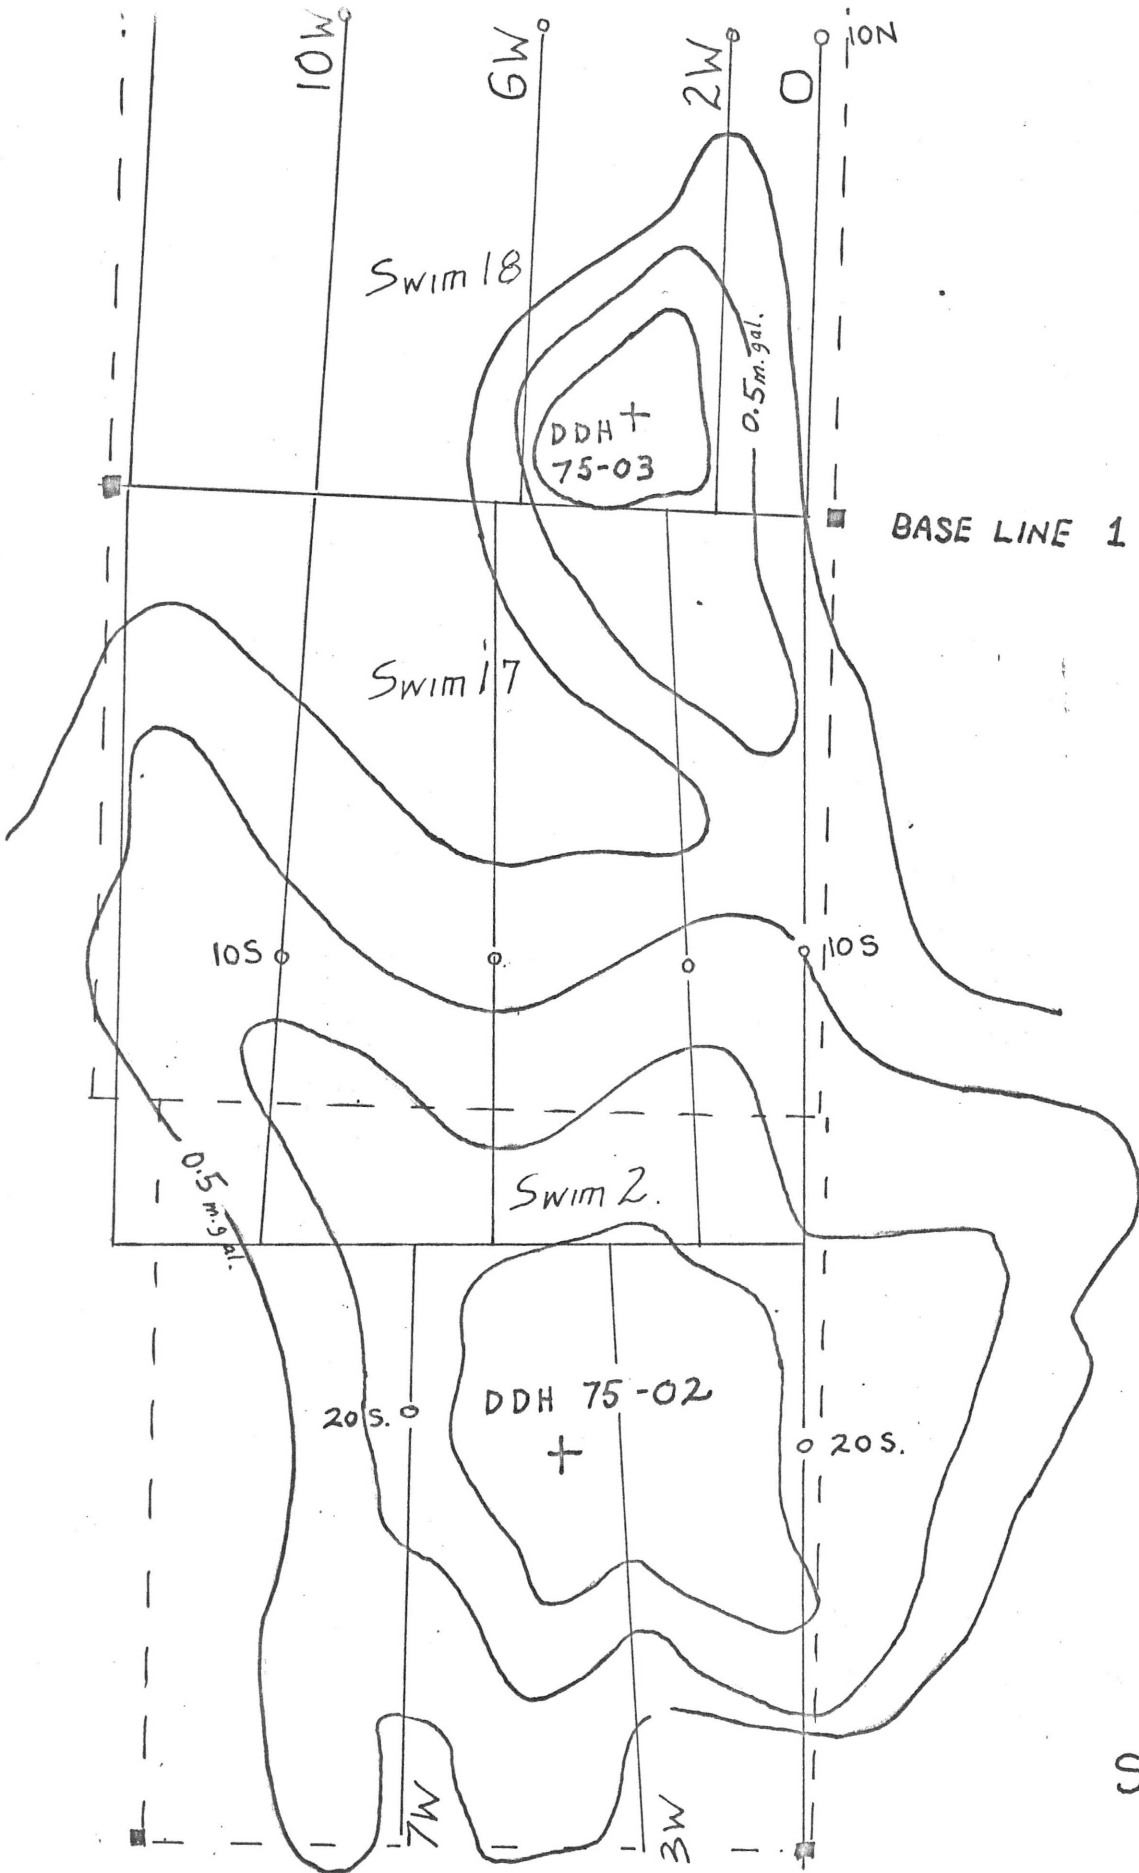 10W
6W
2W
0
10N
Swim 18
0.5 m.gal.
DDH
75-03
BASE LINE 1
Swim 17
10S
10S
0.5 m.gal.
Swim 2.
DDH 75-02
20S.
20S.
7W
3W
S